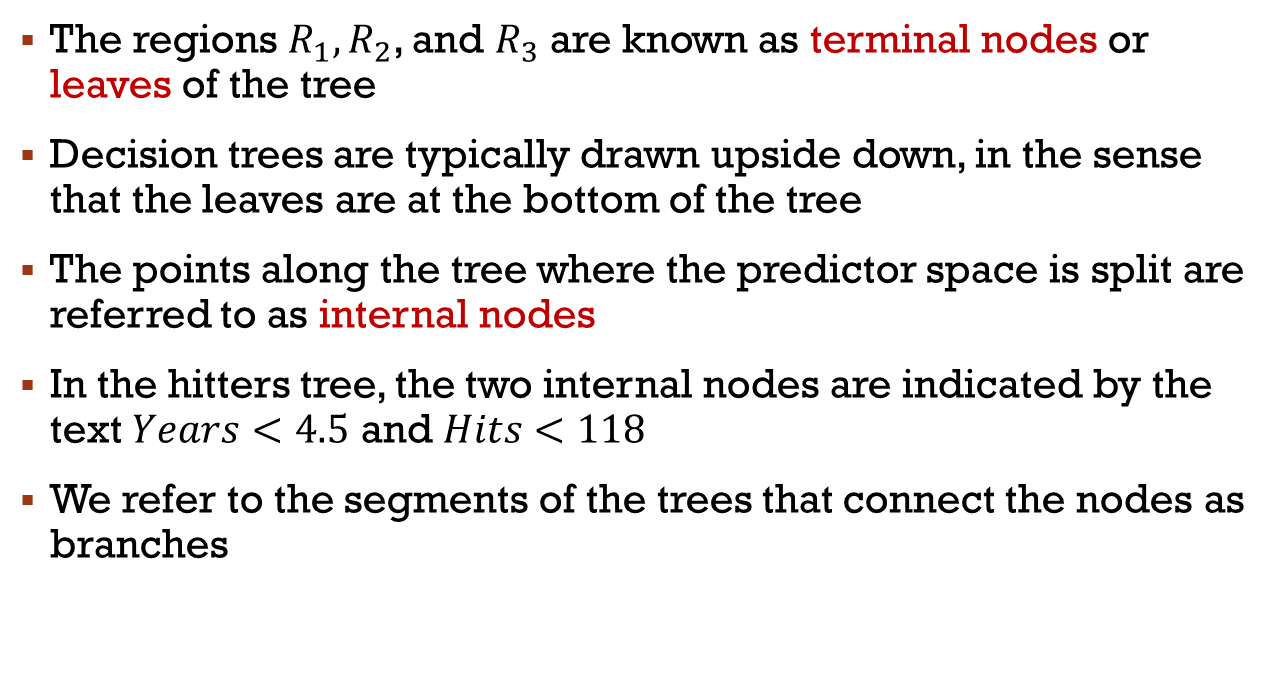 ▪ The regions R₁, R₂, and R₃ are known as terminal nodes or
leaves of the tree
▪ Decision trees are typically drawn upside down, in the sense
that the leaves are at the bottom of the tree
▪ The points along the tree where the predictor space is split are
referred to as internal nodes
▪ In the hitters tree, the two internal nodes are indicated by the
text Years < 4.5 and Hits < 118
▪ We refer to the segments of the trees that connect the nodes as
branches